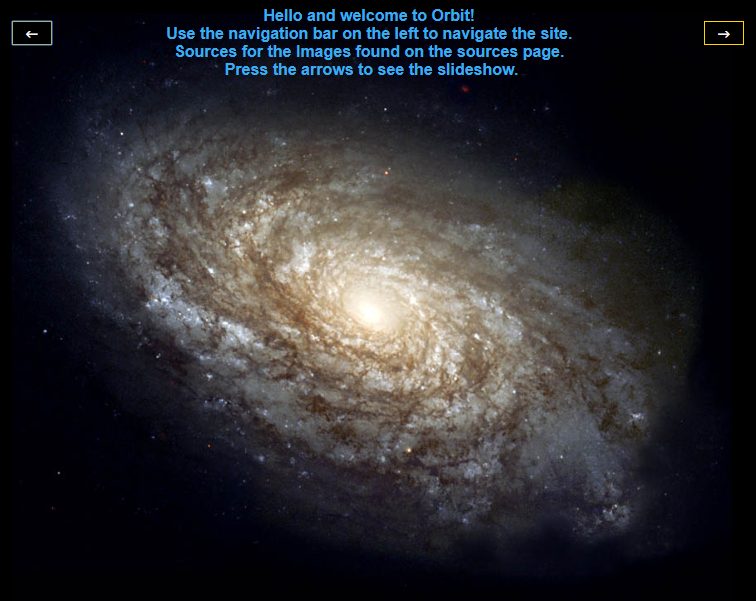 Hello and welcome to Orbit!
← →
Use the navigation bar on the left to navigate the site.
Sources for the Images found on the sources page.
Press the arrows to see the slideshow.